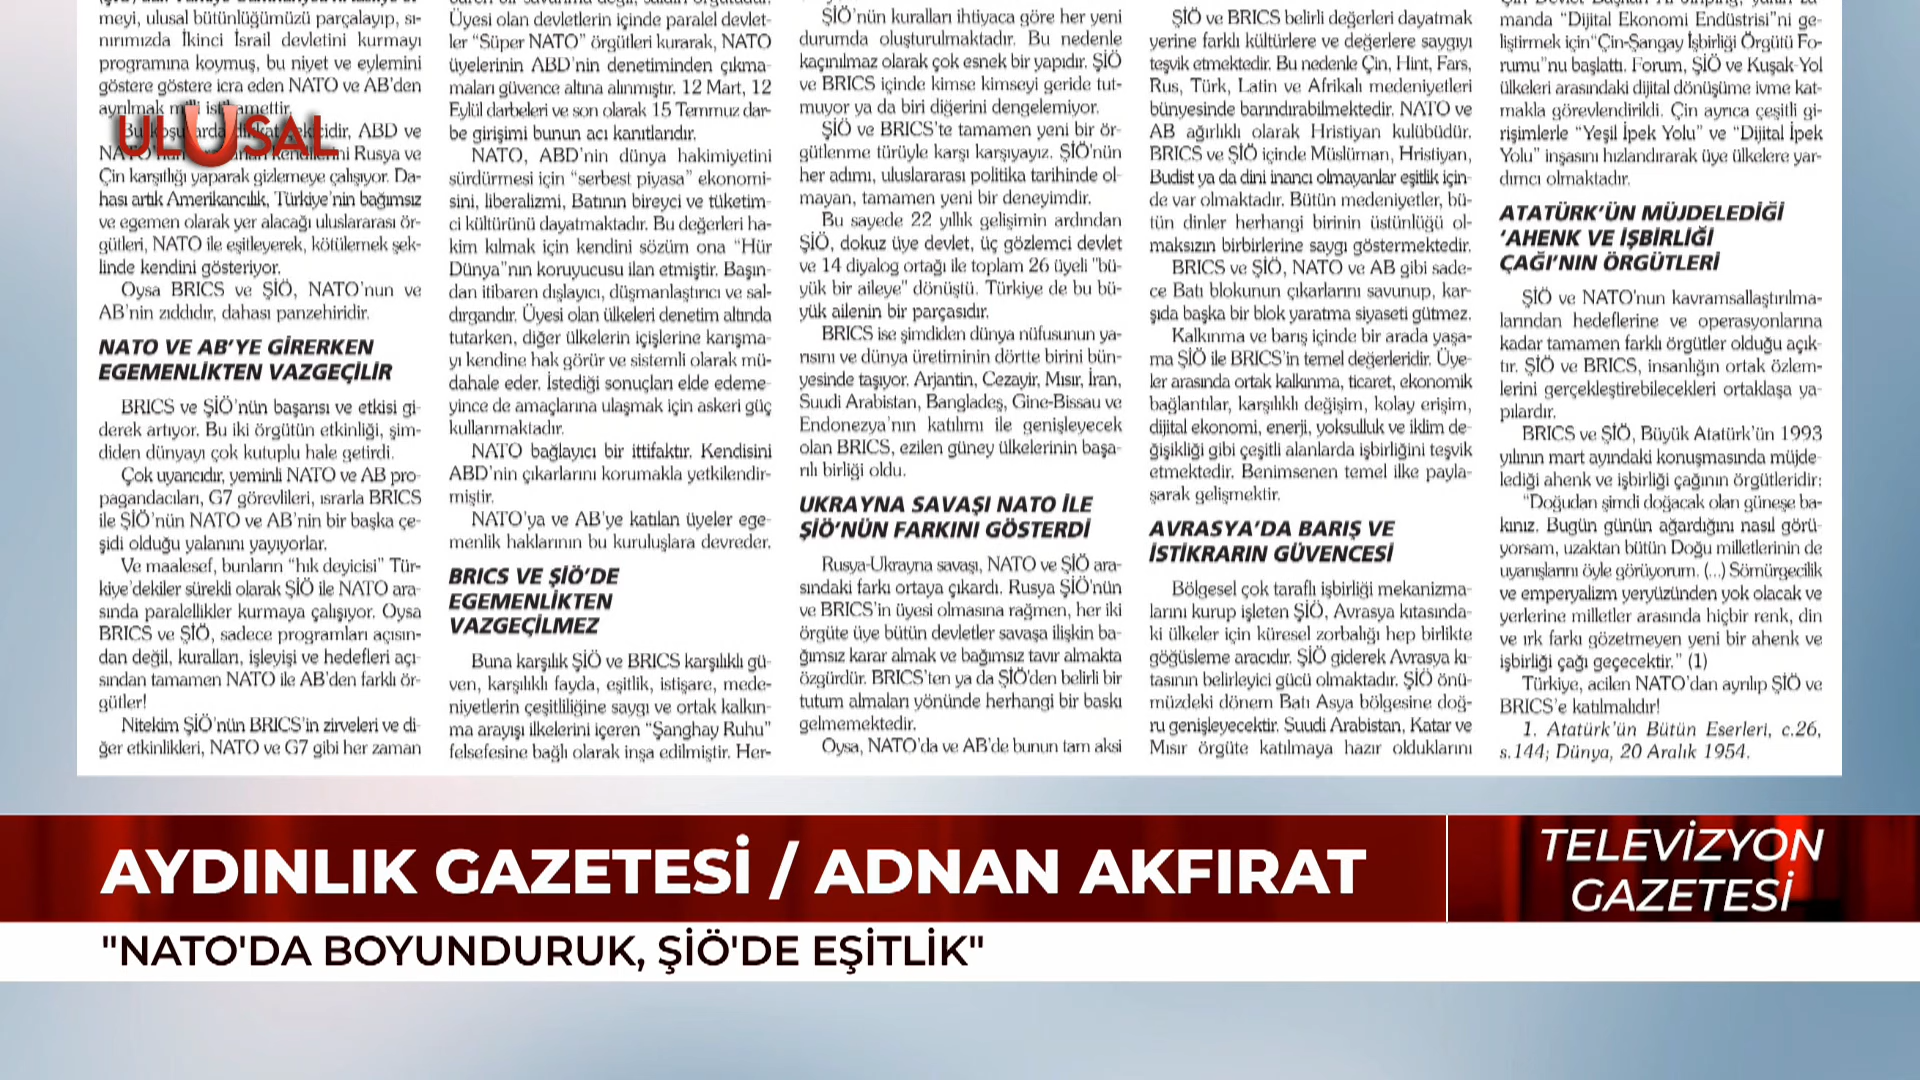 meyi, ulusal bütünlüğümüzü parçalayıp, sı-
nırımızda İkinci İsrail devletini kurmayı
programına koymuş, bu niyet ve eylemini
göstere göstere icra eden NATO ve AB'den
ayrılmak milli istikamettir.
ULUSAL
Bu koşullarda dikkat çekicidir, ABD ve
Rusya ve
Çin karşıtlığı yaparak gizlemeye çalışıyor. Da-
hası artık Amerikancılık, Türkiye'nin bağımsız
ve egemen olarak yer alacağı uluslararası ör-
gütleri, NATO ile eşitleyerek, kötülemek şek-
linde kendini gösteriyor.
Oysa BRICS ve ŞİÖ, NATO'nun ve
AB'nin zıddıdır, dahası panzehiridir.
NATO VE AB'YE GİRERKEN
EGEMENLİKTEN VAZGEÇİLİR
BRICS ve ŞİÖ'nün başarısı ve etkisi gi-
derek artıyor. Bu iki örgütün etkinliği, şim-
diden dünyayı çok kutuplu hale getirdi.
Çok uyarıcıdır, yeminli NATO ve AB pro-
pagandacıları, G7 görevlileri, ısrarla BRICS
ile ŞİÖ'nün NATO ve AB'nin bir başka çe-
şidi olduğu yalanını yayıyorlar.
Ve maalesef, bunların "hık deyicisi" Tür-
kiye'dekiler sürekli olarak ŞİÖ ile NATO ara-
sında paralellikler kurmaya çalışıyor. Oysa
BRICS ve ŞİÖ, sadece programları açısın-
dan değil, kuralları, işleyişi ve hedefleri açı-
sından tamamen NATO ile AB'den farklı ör-
gütler!
Nitekim ŞİÖ'nün BRICS'in zirveleri ve di-
ğer etkinlikleri, NATO ve G7 gibi her zaman
Üyesi olan devletlerin içinde paralel devlet-
ler "Süper NATO" örgütleri kurarak, NATO
üyelerinin ABD'nin denetiminden çıkma-
maları güvence altına alınmıştır. 12 Mart, 12
Eylül darbeleri ve son olarak 15 Temmuz dar-
be girişimi bunun acı kanıtlarıdır.
NATO, ABD'nin dünya hakimiyetini
sürdürmesi için "serbest piyasa" ekonomi-
sini, liberalizmi, Batının bireyci ve tüketim-
ci kültürünü dayatmaktadır. Bu değerleri ha-
kim kılmak için kendini sözüm ona "Hür
Dünya"nın koruyucusu ilan etmiştir. Başın-
dan itibaren dışlayıcı, düşmanlaştırıcı ve sal-
dırgandır. Üyesi olan ülkeleri denetim altında
tutarken, diğer ülkelerin içişlerine karışma-
yı kendine hak görür ve sistemli olarak mü-
dahale eder. İstediği sonuçları elde edeme-
yince de amaçlarına ulaşmak için askeri güç
kullanmaktadır.
NATO bağlayıcı bir ittifaktır. Kendisini
ABD'nin çıkarlarını korumakla yetkilendir-
miştir.
NATO'ya ve AB'ye katılan üyeler ege-
menlik haklarının bu kuruluşlara devreder.
BRICS VE ŞİÖ'DE
EGEMENLİKTEN
VAZGEÇİLMEZ
Buna karşılık ŞİÖ ve BRICS karşılıklı gü-
ven, karşılıklı fayda, eşitlik, istişare, mede-
niyetlerin çeşitliliğine saygı ve ortak kalkın-
ma arayışı ilkelerini içeren "Şanghay Ruhu"
felsefesine bağlı olarak inşa edilmiştir. Her-
ŞİÖ'nün kuralları ihtiyaca göre her yeni
durumda oluşturulmaktadır. Bu nedenle
kaçınılmaz olarak çok esnek bir yapıdır. ŞİÖ
ve BRICS içinde kimse kimseyi geride tut-
muyor ya da biri diğerini dengelemiyor.
ŞİÖ ve BRICS'te tamamen yeni bir ör-
gütlenme türüyle karşı karşıyayız. ŞİÖ'nün
her adımı, uluslararası politika tarihinde ol-
mayan, tamamen yeni bir deneyimdir.
Bu sayede 22 yıllık gelişimin ardından
ŞİÖ, dokuz üye devlet, üç gözlemci devlet
ve 14 diyalog ortağı ile toplam 26 üyeli "bü-
yük bir aileye" dönüştü. Türkiye de bu bü-
yük ailenin bir parçasıdır.
BRICS ise şimdiden dünya nüfusunun ya-
rısını ve dünya üretiminin dörtte birini bün-
yesinde taşıyor. Arjantin, Cezayir, Mısır, İran,
Suudi Arabistan, Bangladeş, Gine-Bissau ve
Endonezya'nın katılımı ile genişleyecek
olan BRICS, ezilen güney ülkelerinin başa-
rılı birliği oldu.
UKRAYNA SAVAŞI NATO İLE
ŞİÖ'NÜN FARKINI GÖSTERDİ
Rusya-Ukrayna savaşı, NATO ve ŞİÖ ara-
sındaki farkı ortaya çıkardı. Rusya ŞİÖ'nün
ve BRICS'in üyesi olmasına rağmen, her iki
örgüte üye bütün devletler savaşa ilişkin ba-
ğımsız karar almak ve bağımsız tavır almakta
özgürdür. BRICS'ten ya da ŞİÖ'den belirli bir
tutum almaları yönünde herhangi bir baskı
gelmemektedir.
Oysa, NATO'da ve AB'de bunun tam aksi
ŞİÖ ve BRICS belirli değerleri dayatmak
yerine farklı kültürlere ve değerlere saygıyı
teşvik etmektedir. Bu nedenle Çin, Hint, Fars,
Rus, Türk, Latin ve Afrikalı medeniyetleri
bünyesinde barındırabilmektedir. NATO ve
AB ağırlıklı olarak Hristiyan kulübüdür.
BRICS ve ŞİÖ içinde Müslüman, Hristiyan,
Budist ya da dini inancı olmayanlar eşitlik için-
de var olmaktadır. Bütün medeniyetler, bü-
tün dinler herhangi birinin üstünlüğü ol-
maksızın birbirlerine saygı göstermektedir.
BRICS ve ŞİÖ, NATO ve AB gibi sade-
ce Batı blokunun çıkarlarını savunup, kar-
şıda başka bir blok yaratma siyaseti gütmez.
Kalkınma ve barış içinde bir arada yaşa-
ma ŞİÖ ile BRICS'in temel değerleridir. Üye-
ler arasında ortak kalkınma, ticaret, ekonomik
bağlantılar, karşılıklı değişim, kolay erişim,
dijital ekonomi, enerji, yoksulluk ve iklim de-
ğişikliği gibi çeşitli alanlarda işbirliğini teşvik
etmektedir. Benimsenen temel ilke payla-
şarak gelişmektir.
AVRASYA'DA BARIŞ VE
İSTİKRARIN GÜVENCESİ
Bölgesel çok taraflı işbirliği mekanizma-
larını kurup işleten ŞİÖ, Avrasya kıtasında-
ki ülkeler için küresel zorbalığı hep birlikte
göğüsleme aracıdır. ŞİÖ giderek Avrasya kı-
tasının belirleyici gücü olmaktadır. ŞİÖ önü-
müzdeki dönem Batı Asya bölgesine doğ-
ru genişleyecektir. Suudi Arabistan, Katar ve
Mısır örgüte katılmaya hazır olduklarını
manda "Dijital Ekonomi Endüstrisi"ni ge-
liştirmek için"Çin-Şangay İşbirliği Örgütü Fo-
rumu"nu başlattı. Forum, ŞİÖ ve Kuşak-Yol
ülkeleri arasındaki dijital dönüşüme ivme kat-
makla görevlendirildi. Çin ayrıca çeşitli gi-
rişimlerle "Yeşil İpek Yolu" ve "Dijital İpek
Yolu" inşasını hızlandırarak üye ülkelere yar-
dımcı olmaktadır.
ATATÜRK'ÜN MÜJDELEDİĞİ
'AHENK VE İŞBİRLİĞİ
ÇAĞI'NIN ÖRGÜTLERİ
ŞİÖ ve NATO'nun kavramsallaştırılma-
larından hedeflerine ve operasyonlarına
kadar tamamen farklı örgütler olduğu açık-
tır. ŞİÖ ve BRICS, insanlığın ortak özlem-
lerini gerçekleştirebilecekleri ortaklaşa ya-
pılardır.
BRICS ve ŞİÖ, Büyük Atatürk'ün 1993
yılının mart ayındaki konuşmasında müjde-
lediği ahenk ve işbirliği çağının örgütleridir:
"Doğudan şimdi doğacak olan güneşe ba-
kınız. Bugün günün ağardığını nasıl görü-
yorsam, uzaktan bütün Doğu milletlerinin de
uyanışlarını öyle görüyorum. (...) Sömürgecilik
ve emperyalizm yeryüzünden yok olacak ve
yerlerine milletler arasında hiçbir renk, din
ve ırk farkı gözetmeyen yeni bir ahenk ve
işbirliği çağı geçecektir." (1)
Türkiye, acilen NATO'dan ayrılıp ŞİÖ ve
BRICS'e katılmalıdır!
1. Atatürk'ün Bütün Eserleri, c.26,
s.144; Dünya, 20 Aralık 1954.
AYDINLIK GAZETESİ / ADNAN AKFIRAT
TELEVİZYON
GAZETESİ
"NATO'DA BOYUNDURUK, ŞİÖ'DE EŞİTLİK"